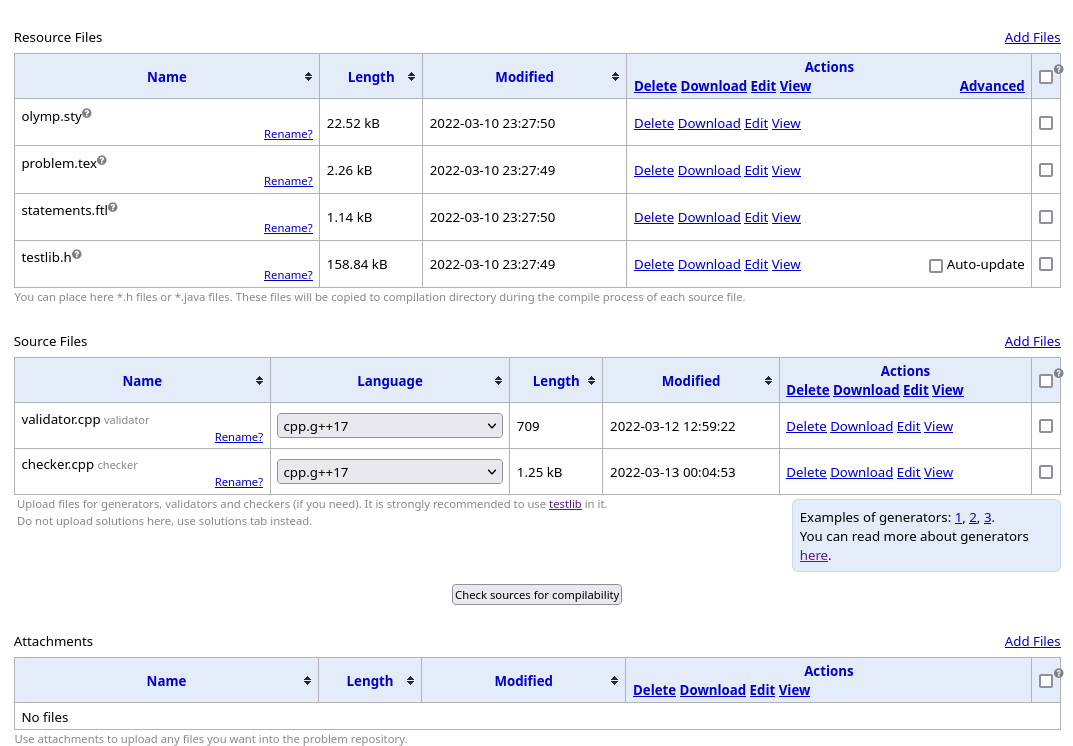 Resource Files Add Files
Name Length Modified Actions
Delete Download Edit View Advanced
olymp.sty? Rename? 22.52 kB 2022-03-10 23:27:50 Delete Download Edit View
problem.tex? Rename? 2.26 kB 2022-03-10 23:27:49 Delete Download Edit View
statements.ftl? Rename? 1.14 kB 2022-03-10 23:27:50 Delete Download Edit View
testlib.h? Rename? 158.84 kB 2022-03-10 23:27:49 Delete Download Edit View Auto-update
You can place here *.h files or *.java files. These files will be copied to compilation directory during the compile process of each source file.
Source Files Add Files
Name Language Length Modified Actions
Delete Download Edit View
validator.cpp validator Rename? cpp.g++17 709 2022-03-12 12:59:22 Delete Download Edit View
checker.cpp checker Rename? cpp.g++17 1.25 kB 2022-03-13 00:04:53 Delete Download Edit View
Upload files for generators, validators and checkers (if you need). It is strongly recommended to use testlib in it.
Do not upload solutions here, use solutions tab instead.
Examples of generators: 1, 2, 3.
You can read more about generators
here.
Check sources for compilability
Attachments Add Files
Name Length Modified Actions
Delete Download Edit View
No files
Use attachments to upload any files you want into the problem repository.